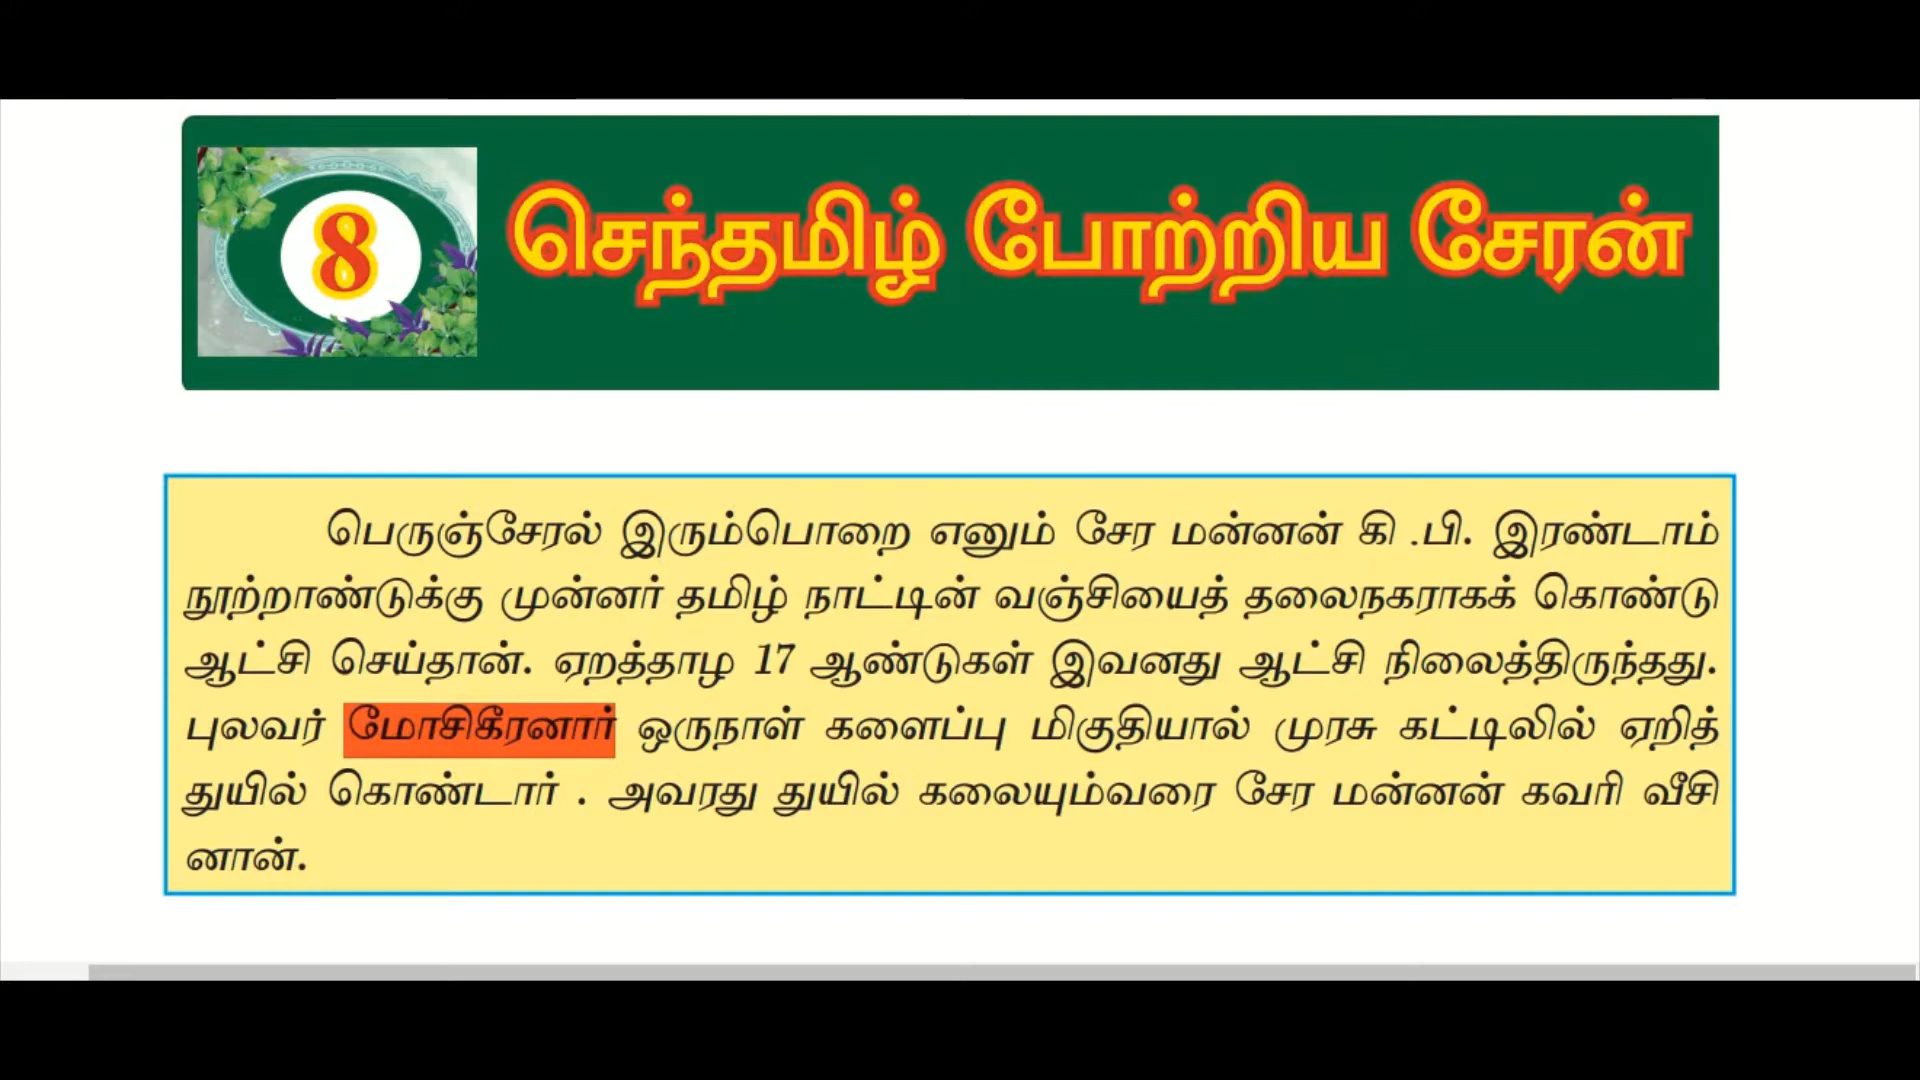 8
செந்தமிழ் போற்றிய சேரன்
பெருஞ்சேரல் இரும்பொறை எனும் சேர மன்னன் கி .பி. இரண்டாம்
நூற்றாண்டுக்கு முன்னர் தமிழ் நாட்டின் வஞ்சியைத் தலைநகராகக் கொண்டு
ஆட்சி செய்தான். ஏறத்தாழ 17 ஆண்டுகள் இவனது ஆட்சி நிலைத்திருந்தது.
புலவர் மோசிகீரனார் ஒருநாள் களைப்பு மிகுதியால் முரசு கட்டிலில் ஏறித்
துயில் கொண்டார் . அவரது துயில் கலையும்வரை சேர மன்னன் கவரி வீசி
னான்.